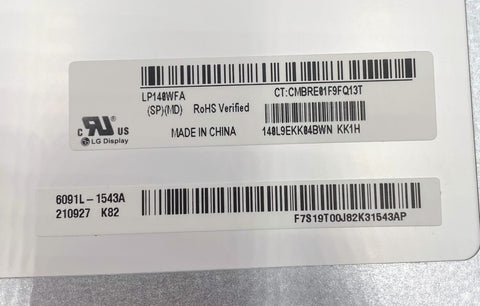 LP140WFA CT:CMBRE01F9FQ13T
(SP)(MD) RoHS Verified
MADE IN CHINA 140L9EKK04BWN KK1H
c RU US
LG Display
6091L-1543A
210927 K82 F7S19T00J82K31543AP